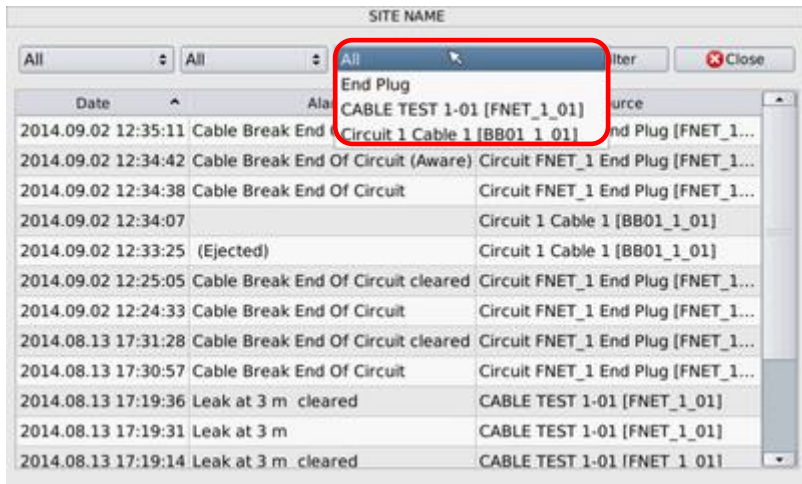 SITE NAME
All All All lter Close
End Plug
CABLE TEST 1-01 [FNET_1_01]
Circuit 1 Cable 1 [BB01_1_01]
Date Ala urce
2014.09.02 12:35:11 Cable Break End O nd Plug [FNET_1...
2014.09.02 12:34:42 Cable Break End Of Circuit (Aware) Circuit FNET_1 End Plug [FNET_1...
2014.09.02 12:34:38 Cable Break End Of Circuit Circuit FNET_1 End Plug [FNET_1...
2014.09.02 12:34:07 Circuit 1 Cable 1 [BB01_1_01]
2014.09.02 12:33:25 (Ejected) Circuit 1 Cable 1 [BB01_1_01]
2014.09.02 12:25:05 Cable Break End Of Circuit cleared Circuit FNET_1 End Plug [FNET_1...
2014.09.02 12:24:33 Cable Break End Of Circuit Circuit FNET_1 End Plug [FNET_1...
2014.08.13 17:31:28 Cable Break End Of Circuit cleared Circuit FNET_1 End Plug [FNET_1...
2014.08.13 17:30:57 Cable Break End Of Circuit Circuit FNET_1 End Plug [FNET_1...
2014.08.13 17:19:36 Leak at 3 m cleared CABLE TEST 1-01 [FNET_1_01]
2014.08.13 17:19:31 Leak at 3 m CABLE TEST 1-01 [FNET_1_01]
2014.08.13 17:19:14 Leak at 3 m cleared CABLE TEST 1-01 [FNET_1_01]